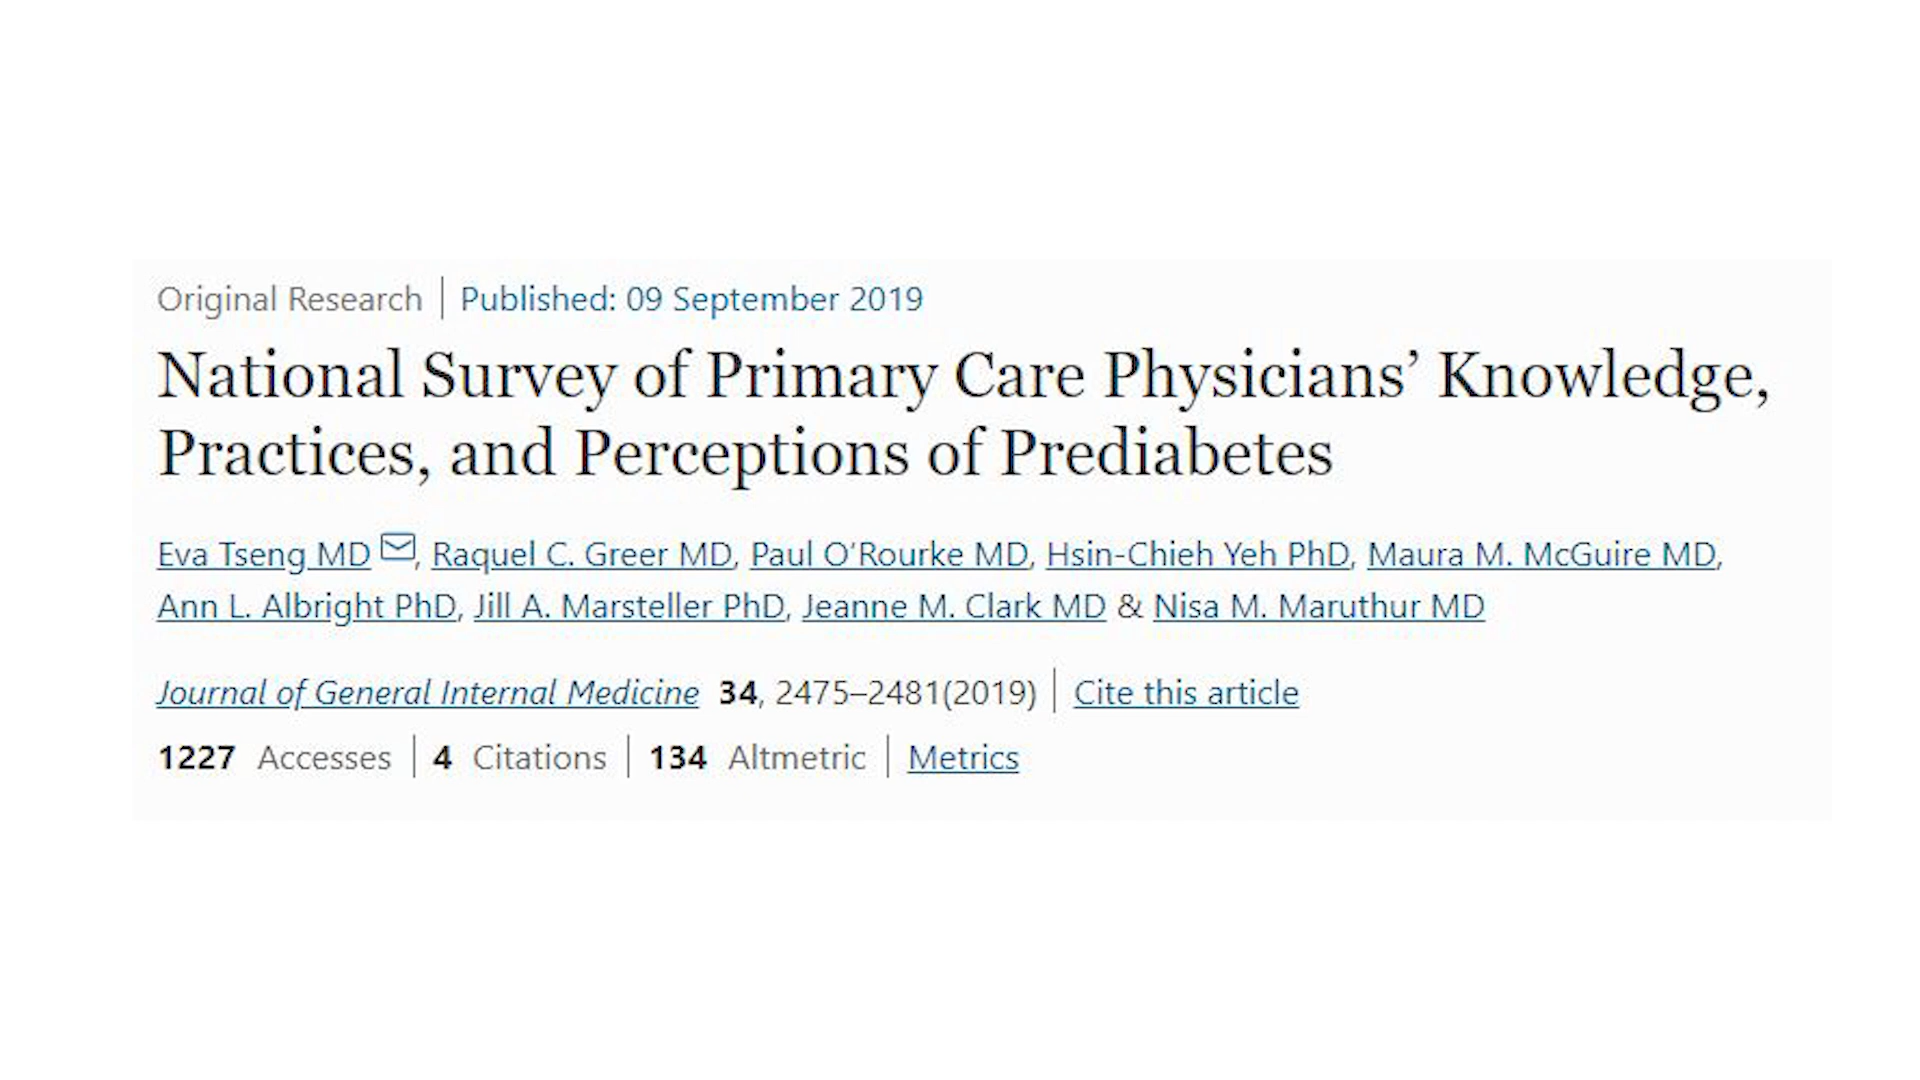 Original Research | Published: 09 September 2019
National Survey of Primary Care Physicians’ Knowledge,
Practices, and Perceptions of Prediabetes
Eva Tseng MD, Raquel C. Greer MD, Paul O’Rourke MD, Hsin-Chieh Yeh PhD, Maura M. McGuire MD,
Ann L. Albright PhD, Jill A. Marsteller PhD, Jeanne M. Clark MD & Nisa M. Maruthur MD
Journal of General Internal Medicine 34, 2475–2481(2019) | Cite this article
1227 Accesses | 4 Citations | 134 Altmetric | Metrics